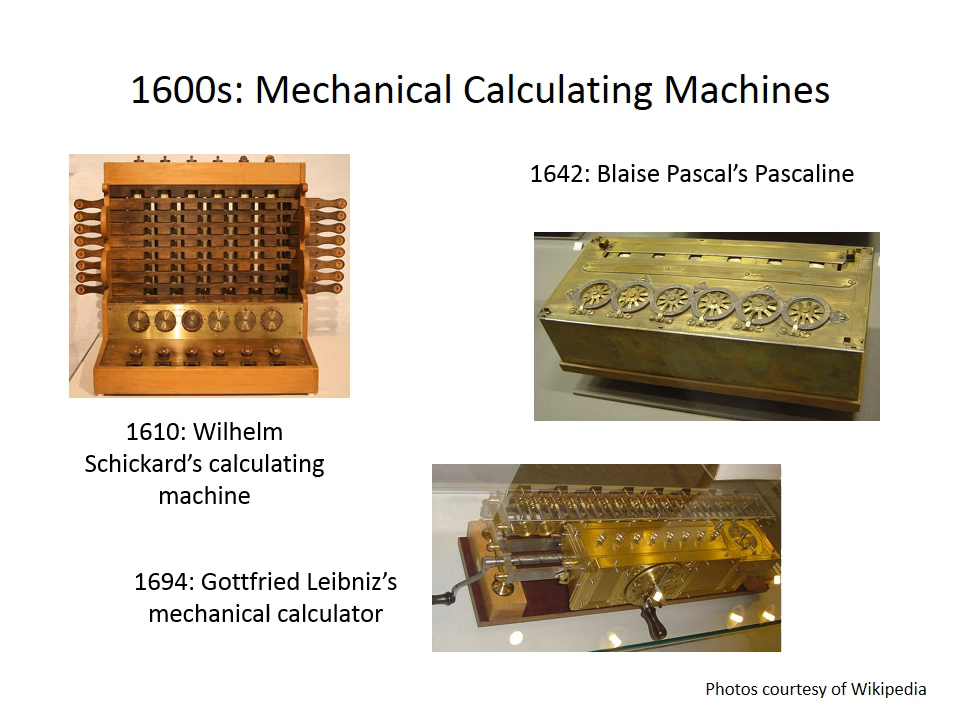 1600s: Mechanical Calculating Machines
1642: Blaise Pascal’s Pascaline
1610: Wilhelm
Schickard’s calculating
machine
1694: Gottfried Leibniz’s
mechanical calculator
Photos courtesy of Wikipedia